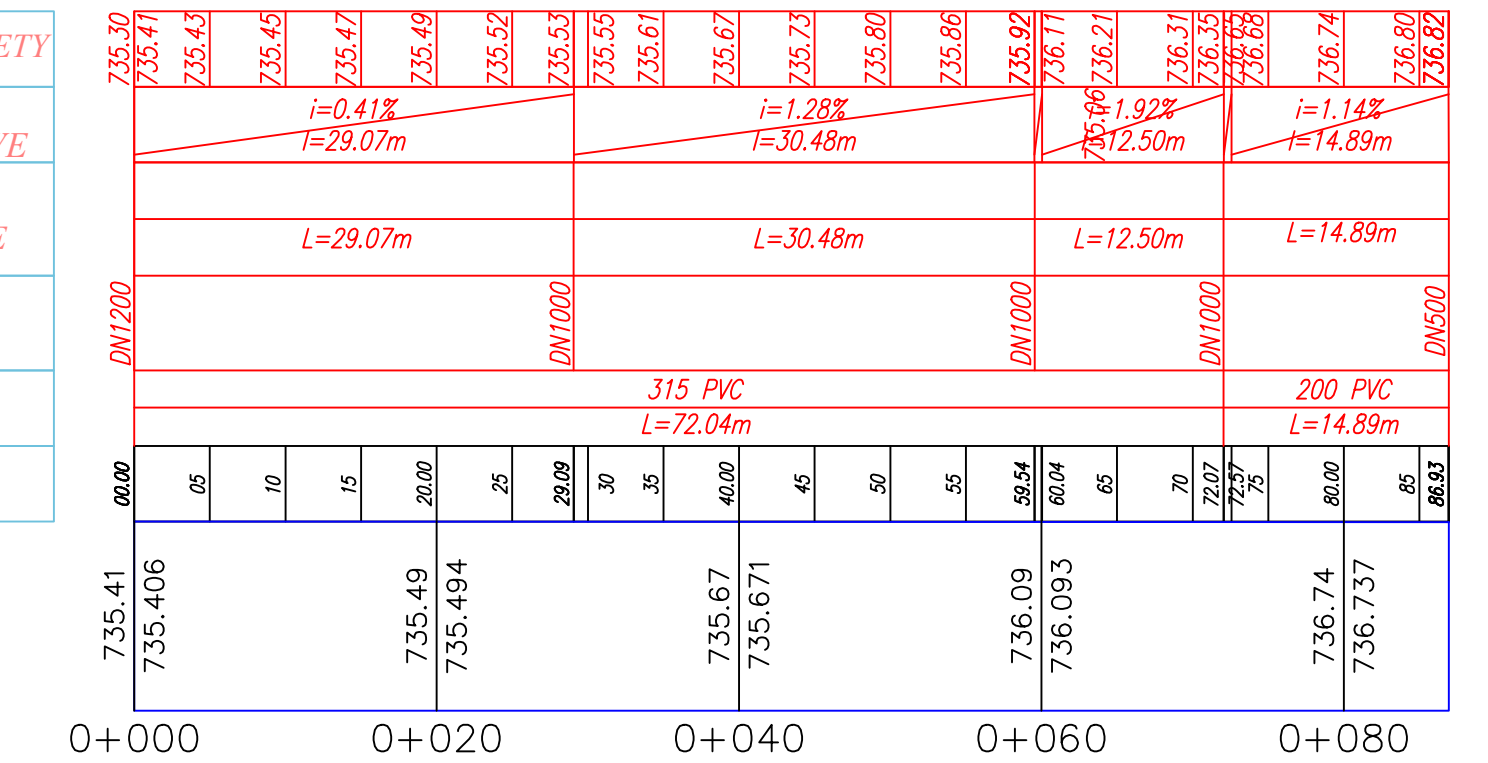 ETY
735.30 735.41 735.43 735.45 735.47 735.49 735.52 735.53 735.55 735.61 735.67 735.73 735.80 735.86 735.92 736.11 736.21 736.31 736.35 736.68 736.74 736.80 736.82
VE
i=0.41% i=1.28% 735.06 i=1.92% i=1.14%
l=29.07m l=30.48m l=12.50m l=14.89m
E
L=29.07m L=30.48m L=12.50m L=14.89m
DN1200 DN1000 DN1000 DN1000 DN500
315 PVC 200 PVC
L=72.04m L=14.89m
00.00 05 10 15 20.00 25 29.09 30 35 40.00 45 50 55 59.54 60.04 65 70 72.07 72.57 75 80.00 85 86.93
735.41 735.406 735.49 735.494 735.67 735.671 736.09 736.093 736.74 736.737
0+000 0+020 0+040 0+060 0+080